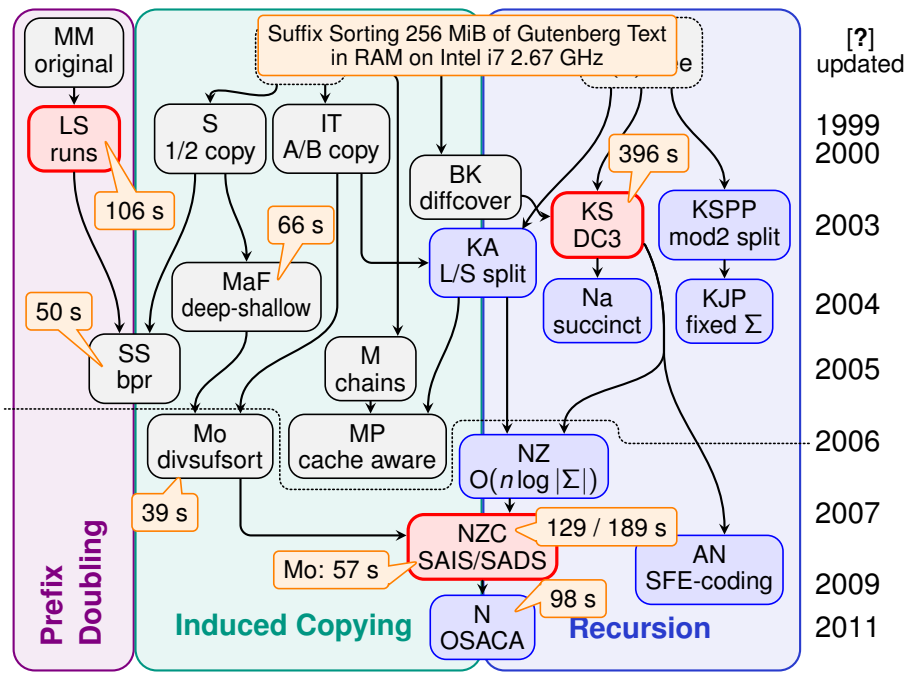 MM
original
Suffix Sorting 256 MiB of Gutenberg Text
in RAM on Intel i7 2.67 GHz
[?]
updated
LS
runs
S
1/2 copy
IT
A/B copy
1999
396 s
2000
BK
diffcover
106 s
KS
DC3
KSPP
mod2 split
2003
66 s
KA
L/S split
MaF
deep-shallow
Na
succinct
KJP
fixed Σ
2004
50 s
SS
bpr
M
chains
2005
Mo
divsufsort
MP
cache aware
2006
NZ
O(n log |Σ|)
39 s
2007
NZC
SAIS/SADS
129 / 189 s
Mo: 57 s
AN
SFE-coding
2009
98 s
N
OSACA
2011
Prefix
Doubling
Induced Copying
Recursion